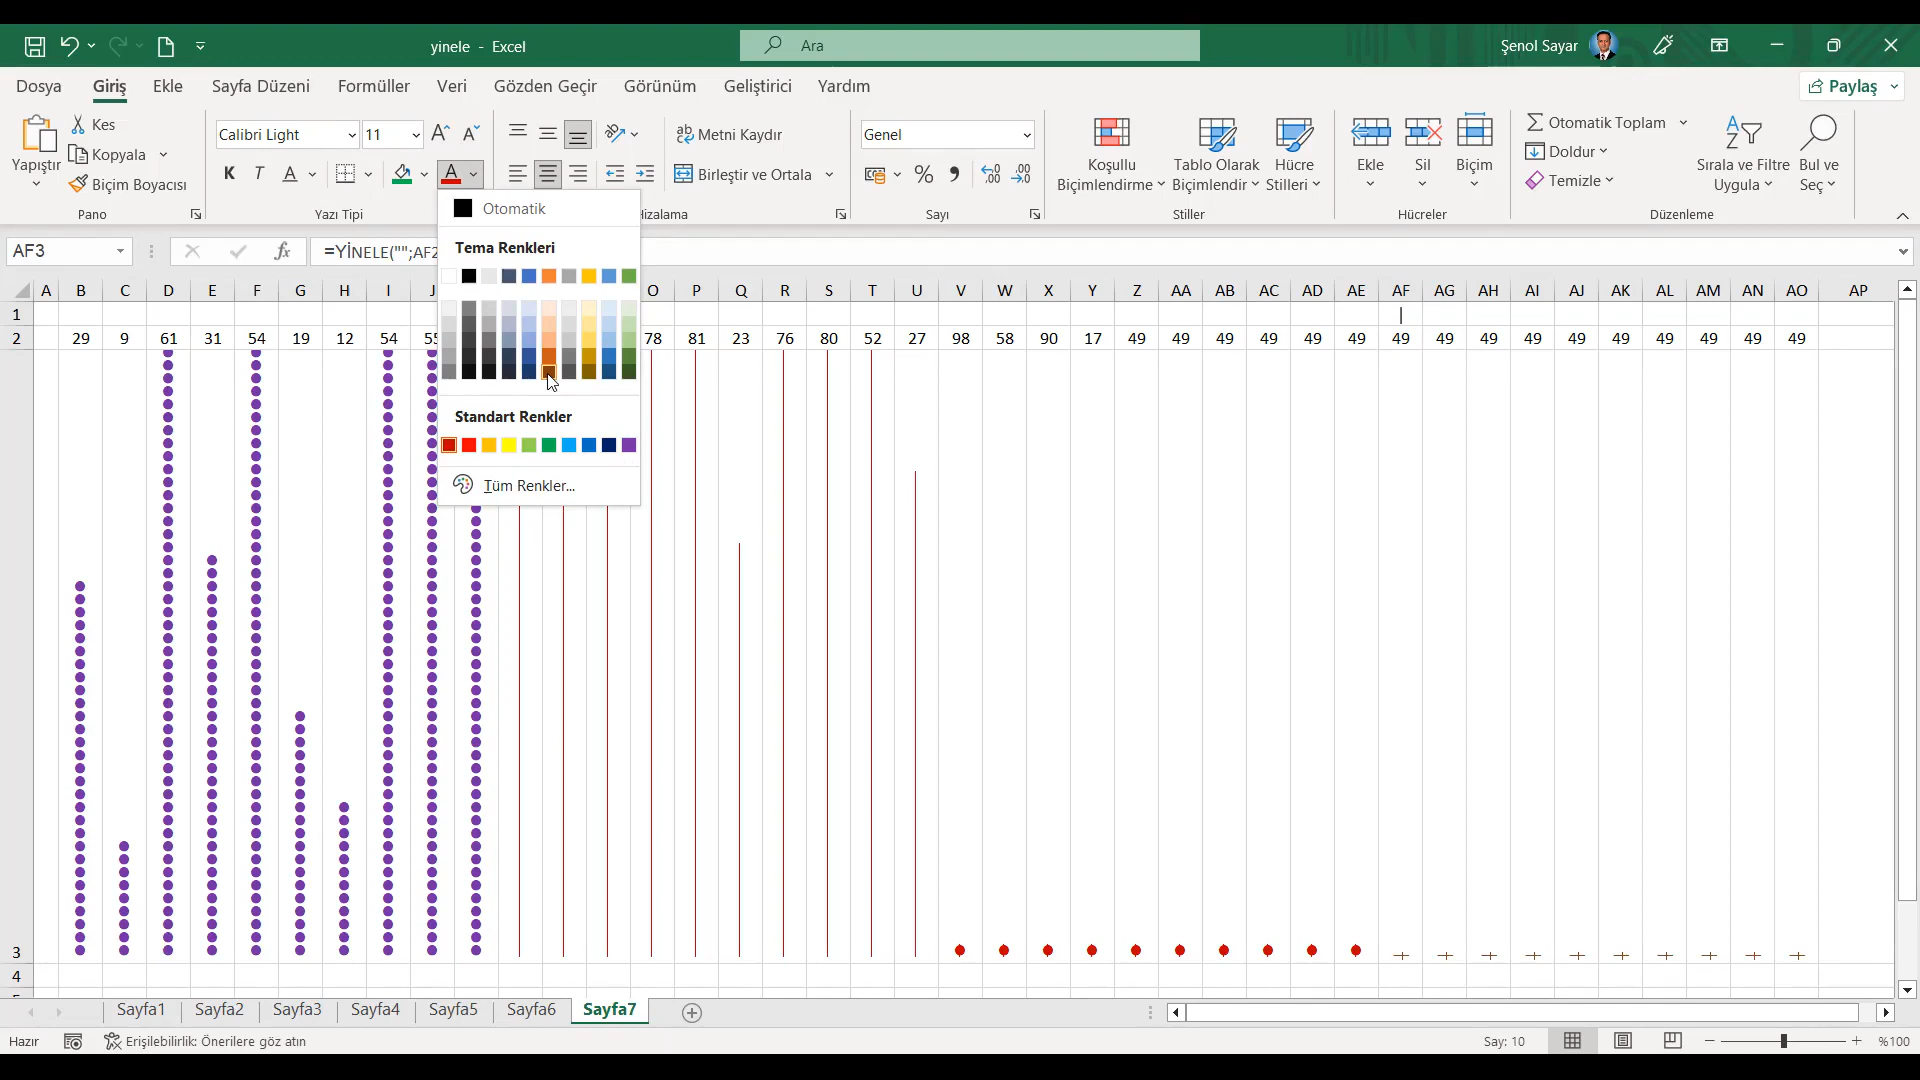 yinele - Excel
Ara
Şenol Sayar
Dosya Giriş Ekle Sayfa Düzeni Formüller Veri Gözden Geçir Görünüm Geliştirici Yardım
Paylaş
Yapıştır
Kes
Kopyala
Biçim Boyacısı
Pano
Calibri Light 11
K T A
Yazı Tipi
Metni Kaydır
Birleştir ve Ortala
Hizalama
Genel
Sayı
Koşullu Biçimlendirme
Tablo Olarak Biçimlendir
Hücre Stilleri
Stiller
Ekle
Sil
Biçim
Hücreler
Otomatik Toplam
Doldur
Temizle
Sırala ve Filtre Uygula
Bul ve Seç
Düzenleme
Otomatik
Tema Renkleri
Standart Renkler
Tüm Renkler...
AF3
fx
=YİNELE("";AF2
A B C D E F G H I J O P Q R S T U V W X Y Z AA AB AC AD AE AF AG AH AI AJ AK AL AM AN AO AP
1
2 29 9 61 31 54 19 12 54 55 78 81 23 76 80 52 27 98 58 90 17 49 49 49 49 49 49 49 49 49 49 49 49 49 49 49 49
3
4
Sayfa1 Sayfa2 Sayfa3 Sayfa4 Sayfa5 Sayfa6 Sayfa7
Hazır
Erişilebilirlik: Önerilere göz atın
Say: 10
%100